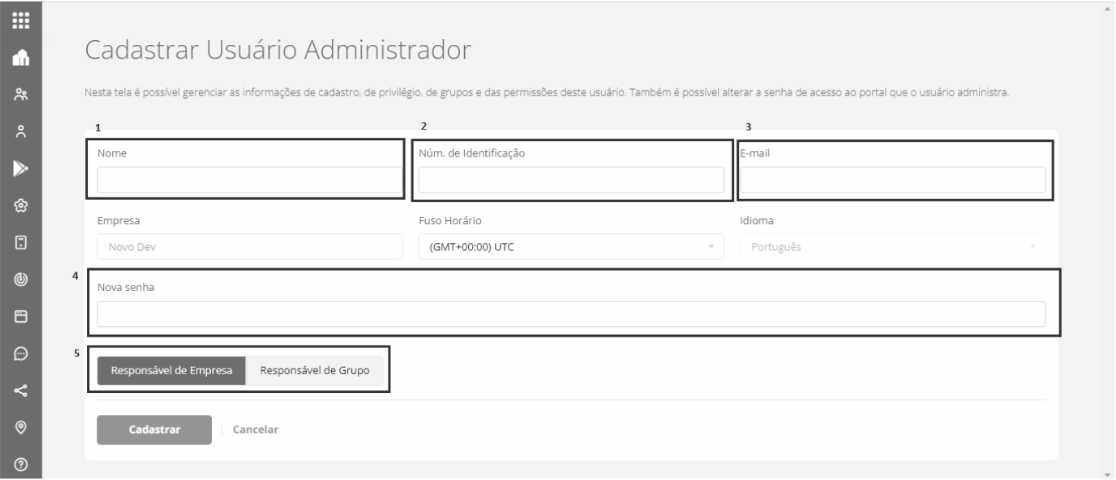 Cadastrar Usuário Administrador
Nesta tela é possível gerenciar as informações de cadastro, de privilégio, de grupos e das permissões deste usuário. Também é possível alterar a senha de acesso ao portal que o usuário administra.
1 2 3
Nome Núm. de Identificação E-mail
Empresa Fuso Horário Idioma
Novo Dev (GMT+00:00) UTC Português
4
Nova senha
5
Responsável de Empresa Responsável de Grupo
Cadastrar Cancelar